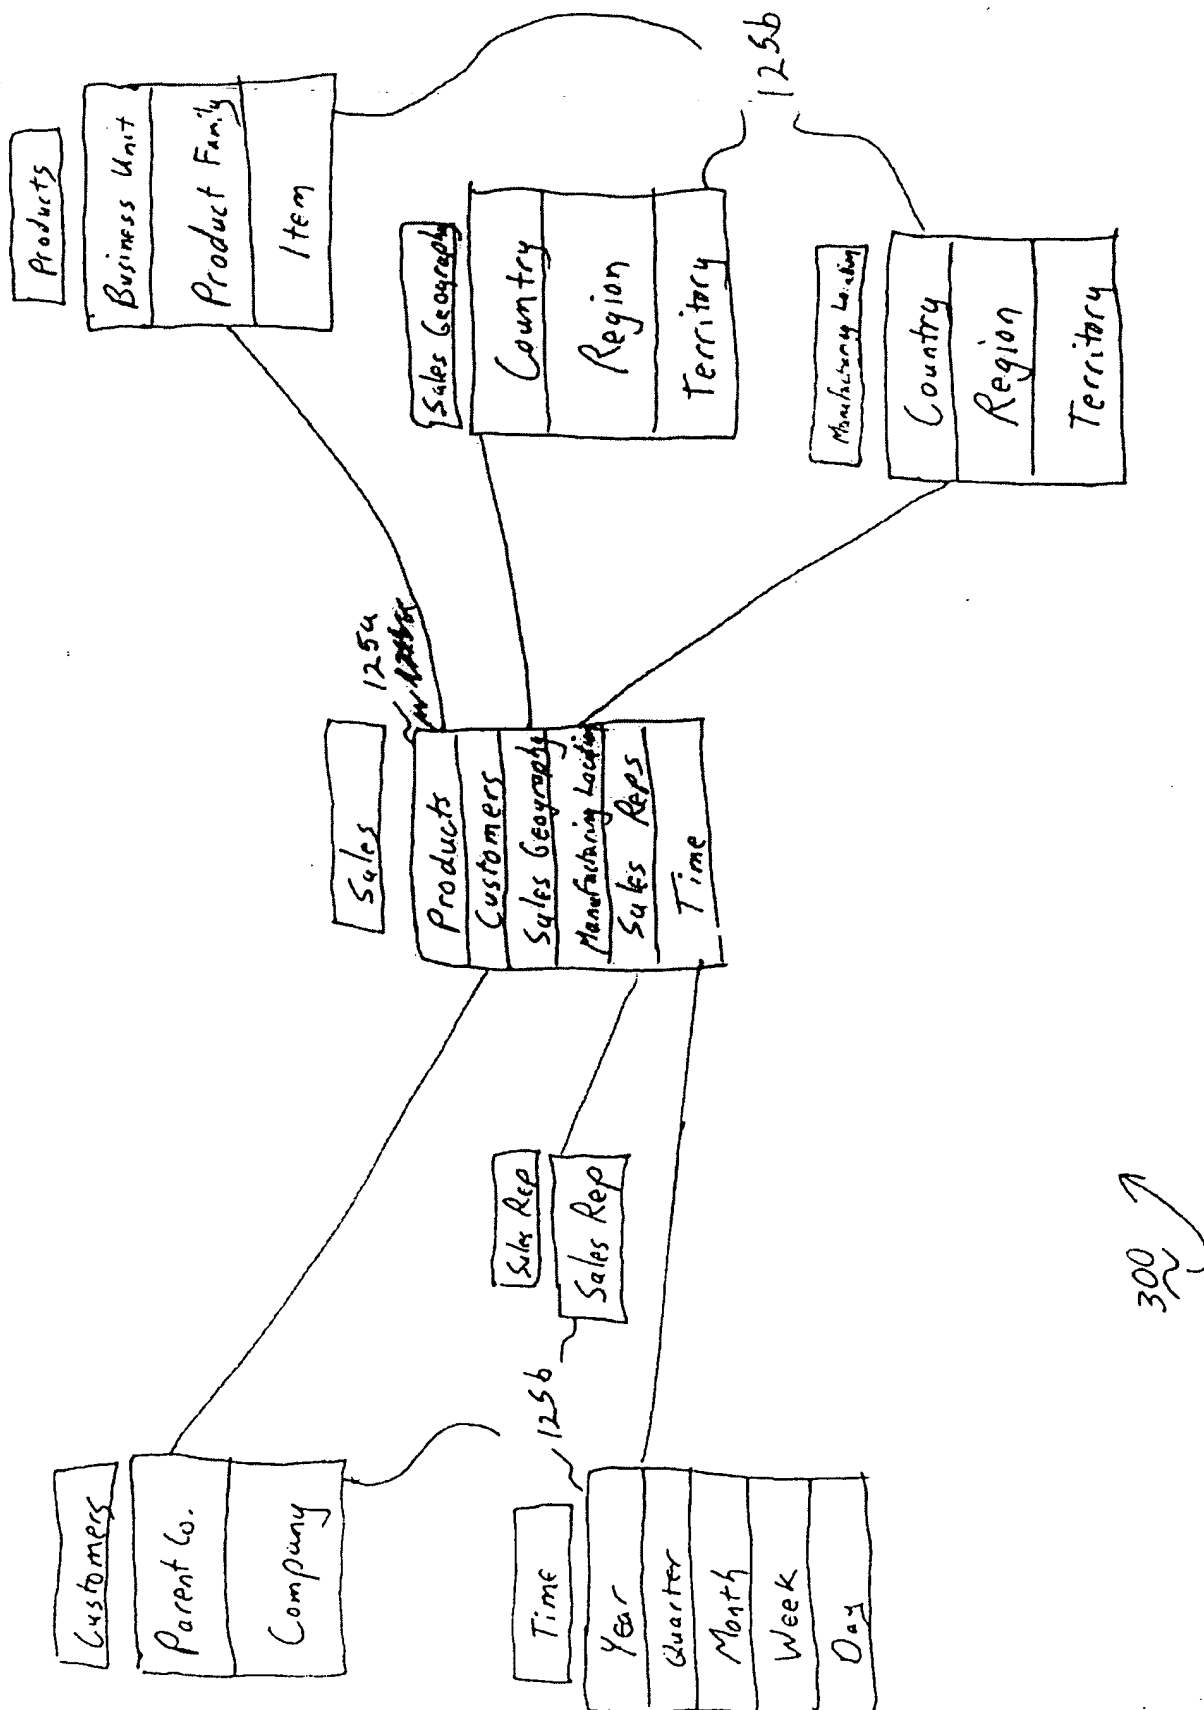 Customers
Parent Co.
Company
Time
Year
Quarter
Month
Week
Day
125b
Sales Rep
Sales Rep
Sales
125a
Products
Customers
Sales Geography
Manufacturing Location
Sales Reps
Time
Products
Business Unit
Product Family
Item
Sales Geography
Country
Region
Territory
Manufacturing Location
Country
Region
Territory
125b
300